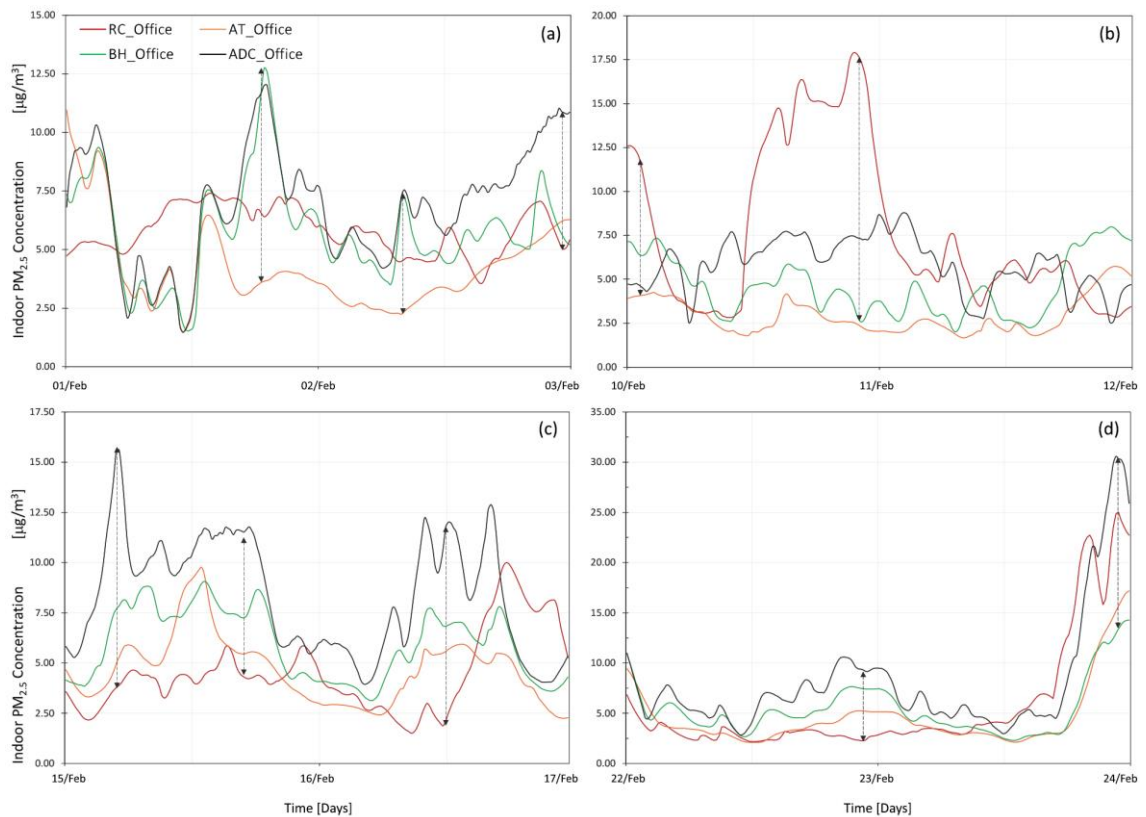 15.00
12.50
10.00
7.50
5.00
2.50
0.00
RC_Office
AT_Office
BH_Office
ADC_Office
(a)
01/Feb
02/Feb
03/Feb
Indoor PM2.5 Concentration [µg/m³]
20.00
17.50
15.00
12.50
10.00
7.50
5.00
2.50
0.00
(b)
10/Feb
11/Feb
12/Feb
17.50
15.00
12.50
10.00
7.50
5.00
2.50
0.00
(c)
15/Feb
16/Feb
17/Feb
Indoor PM2.5 Concentration [µg/m³]
Time [Days]
35.00
30.00
25.00
20.00
15.00
10.00
5.00
0.00
(d)
22/Feb
23/Feb
24/Feb
Time [Days]